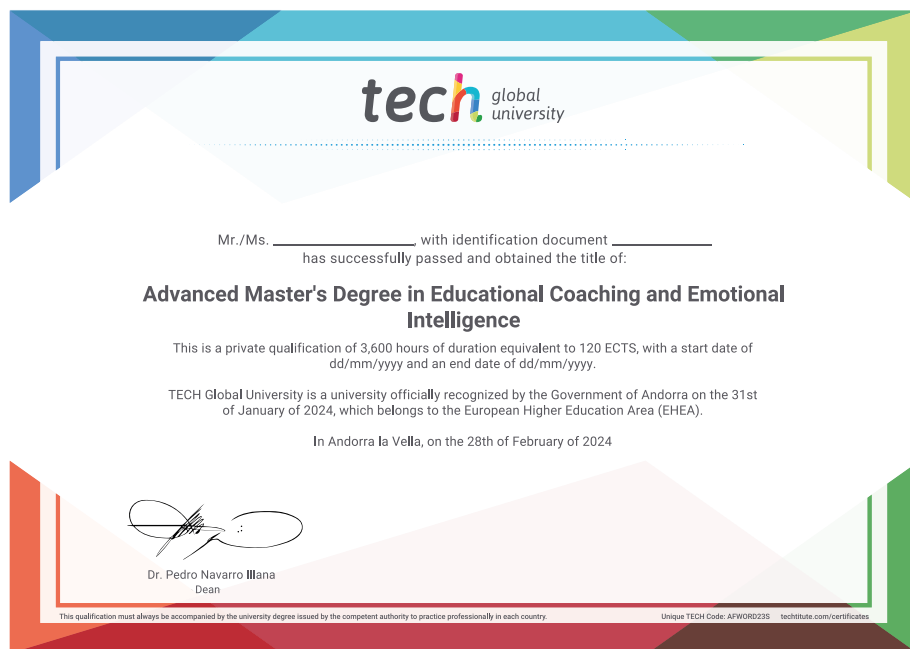 tech global university
Mr./Ms. ____________, with identification document ____________
has successfully passed and obtained the title of:
Advanced Master's Degree in Educational Coaching and Emotional
Intelligence
This is a private qualification of 3,600 hours of duration equivalent to 120 ECTS, with a start date of
dd/mm/yyyy and an end date of dd/mm/yyyy.
TECH Global University is a university officially recognized by the Government of Andorra on the 31st
of January of 2024, which belongs to the European Higher Education Area (EHEA).
In Andorra la Vella, on the 28th of February of 2024
Dr. Pedro Navarro Illana
Dean
This qualification must always be accompanied by the university degree issued by the competent authority to practice professionally in each country.
Unique TECH Code: AFWORD23S techtitute.com/certificates